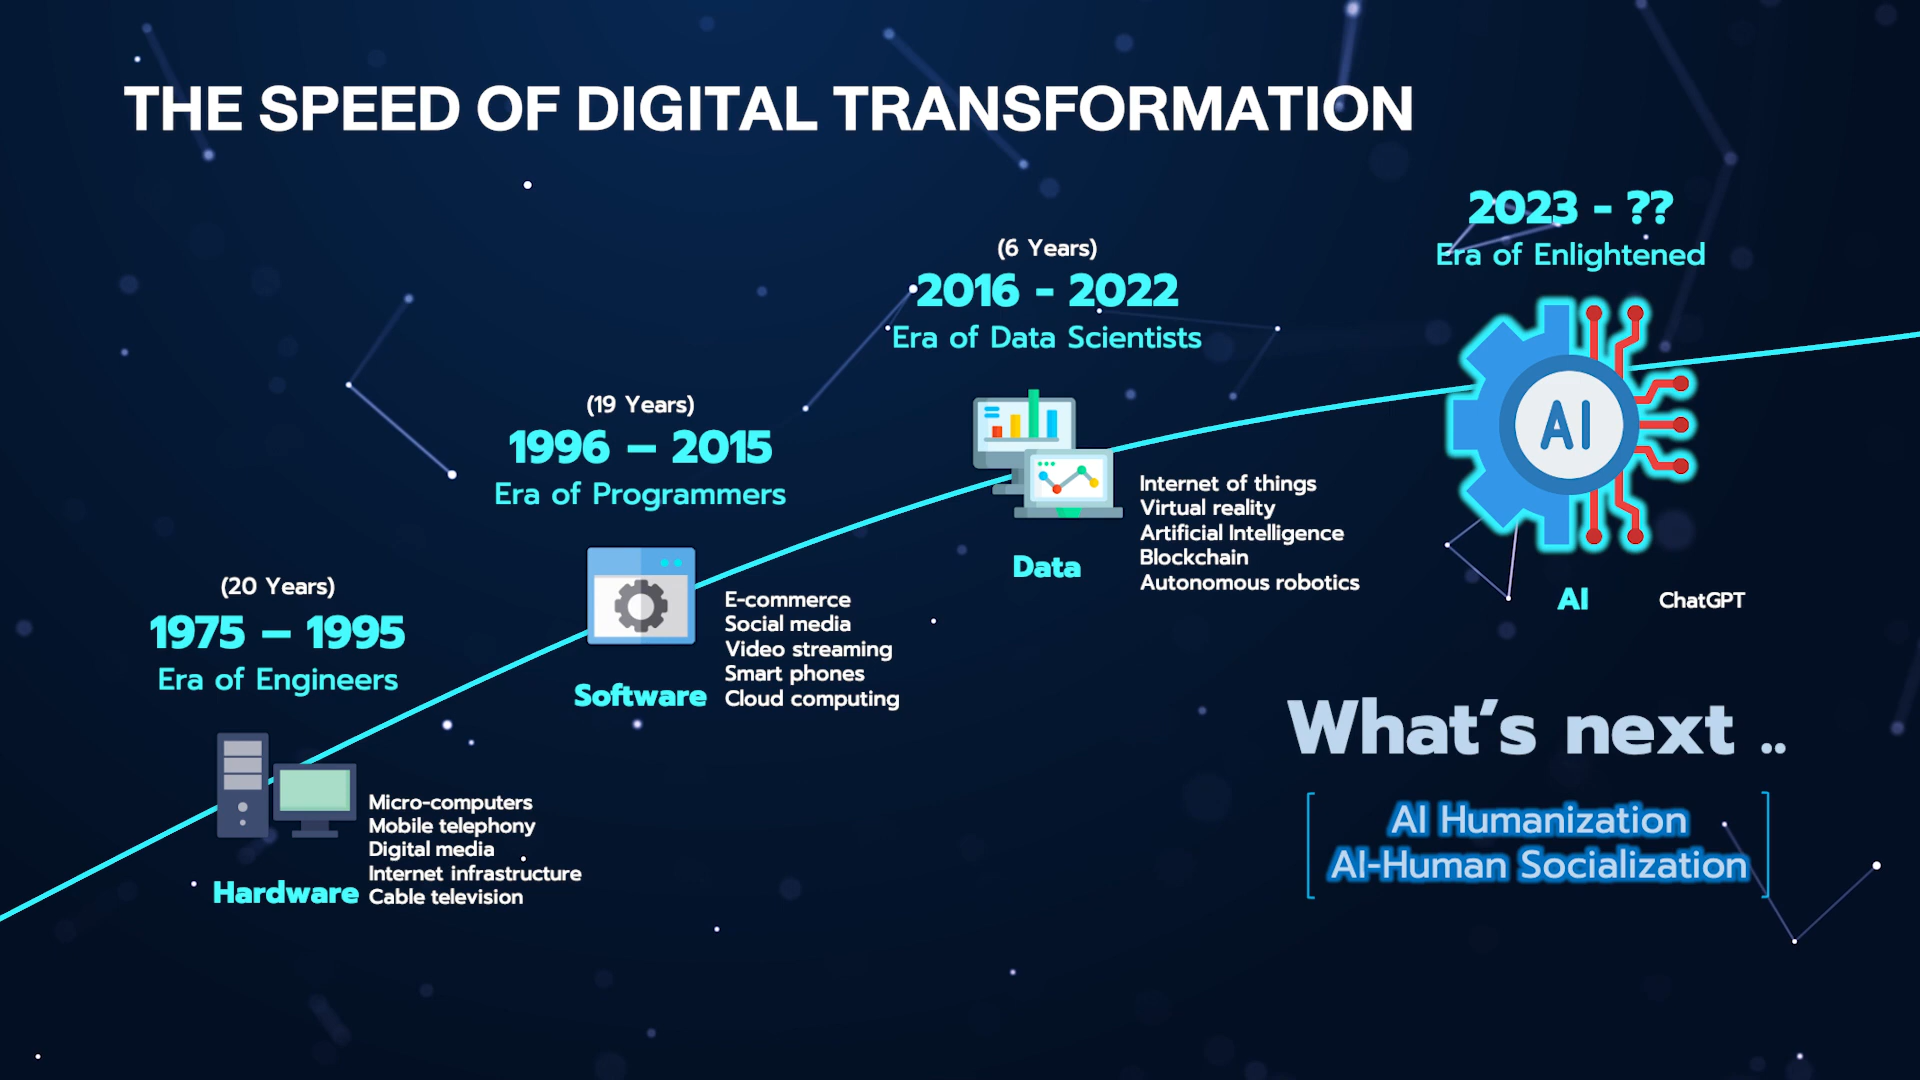 THE SPEED OF DIGITAL TRANSFORMATION
(20 Years)
1975 – 1995
Era of Engineers
Hardware
Micro-computers
Mobile telephony
Digital media
Internet infrastructure
Cable television
(19 Years)
1996 – 2015
Era of Programmers
Software
E-commerce
Social media
Video streaming
Smart phones
Cloud computing
(6 Years)
2016 - 2022
Era of Data Scientists
Data
Internet of things
Virtual reality
Artificial Intelligence
Blockchain
Autonomous robotics
2023 - ??
Era of Enlightened
AI
AI
ChatGPT
What's next ..
AI Humanization
AI-Human Socialization